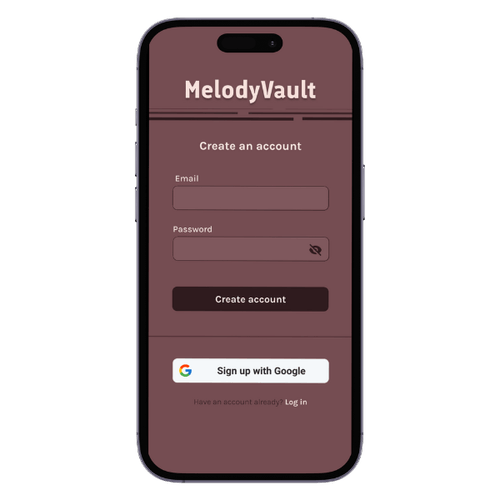 MelodyVault
Create an account
Email
Password
Create account
Sign up with Google
Have an account already? Log in